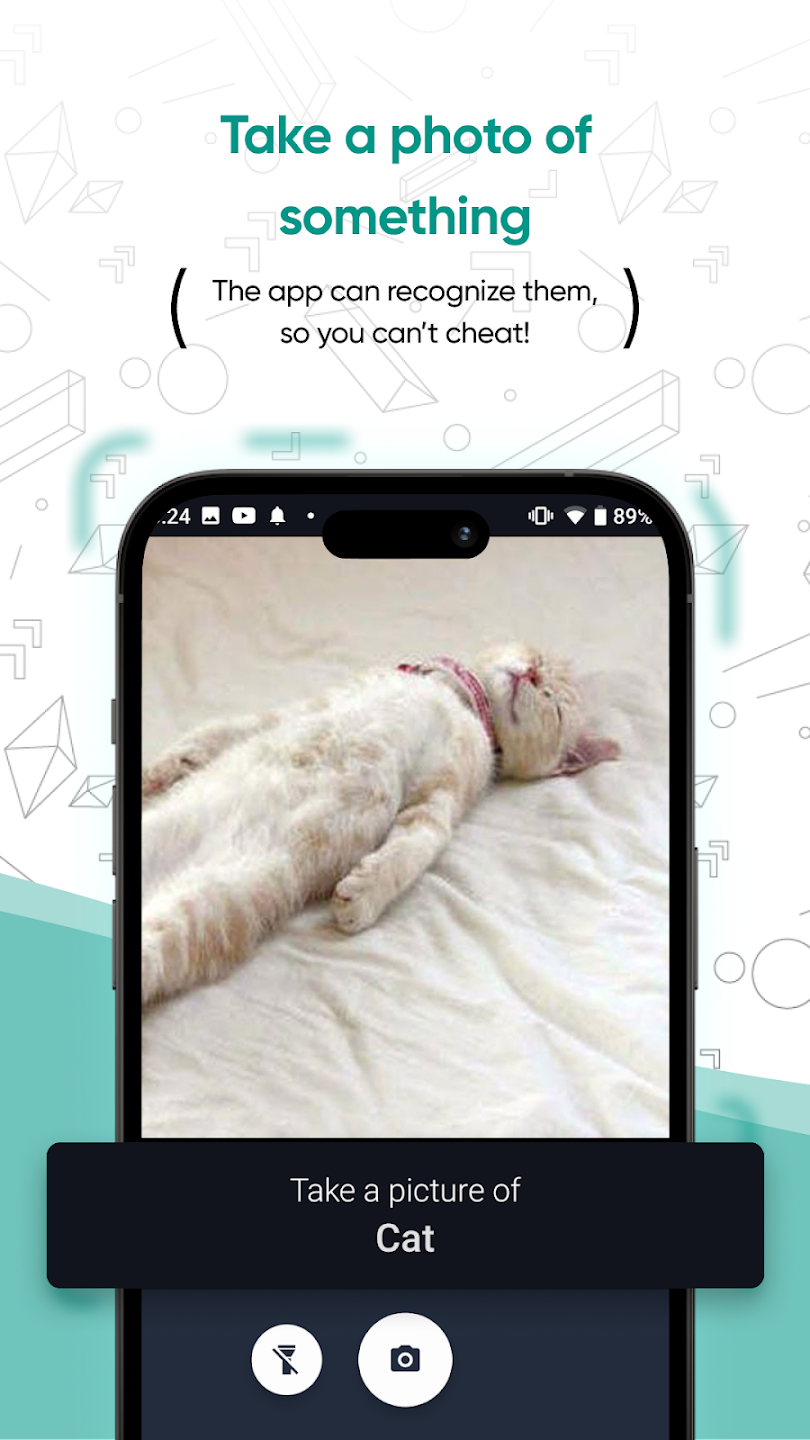 Take a photo of
something
(The app can recognize them,
so you can't cheat!)
:24 89%
Take a picture of
Cat